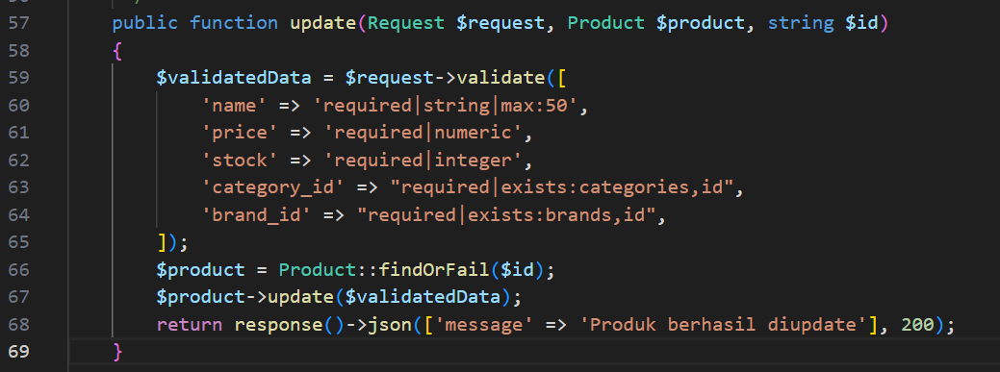 57 public function update(Request $request, Product $product, string $id)
58 {
59 $validatedData = $request->validate([
60 'name' => 'required|string|max:50',
61 'price' => 'required|numeric',
62 'stock' => 'required|integer',
63 'category_id' => "required|exists:categories,id",
64 'brand_id' => "required|exists:brands,id",
65 ]);
66 $product = Product::findOrFail($id);
67 $product->update($validatedData);
68 return response()->json(['message' => 'Produk berhasil diupdate'], 200);
69 }